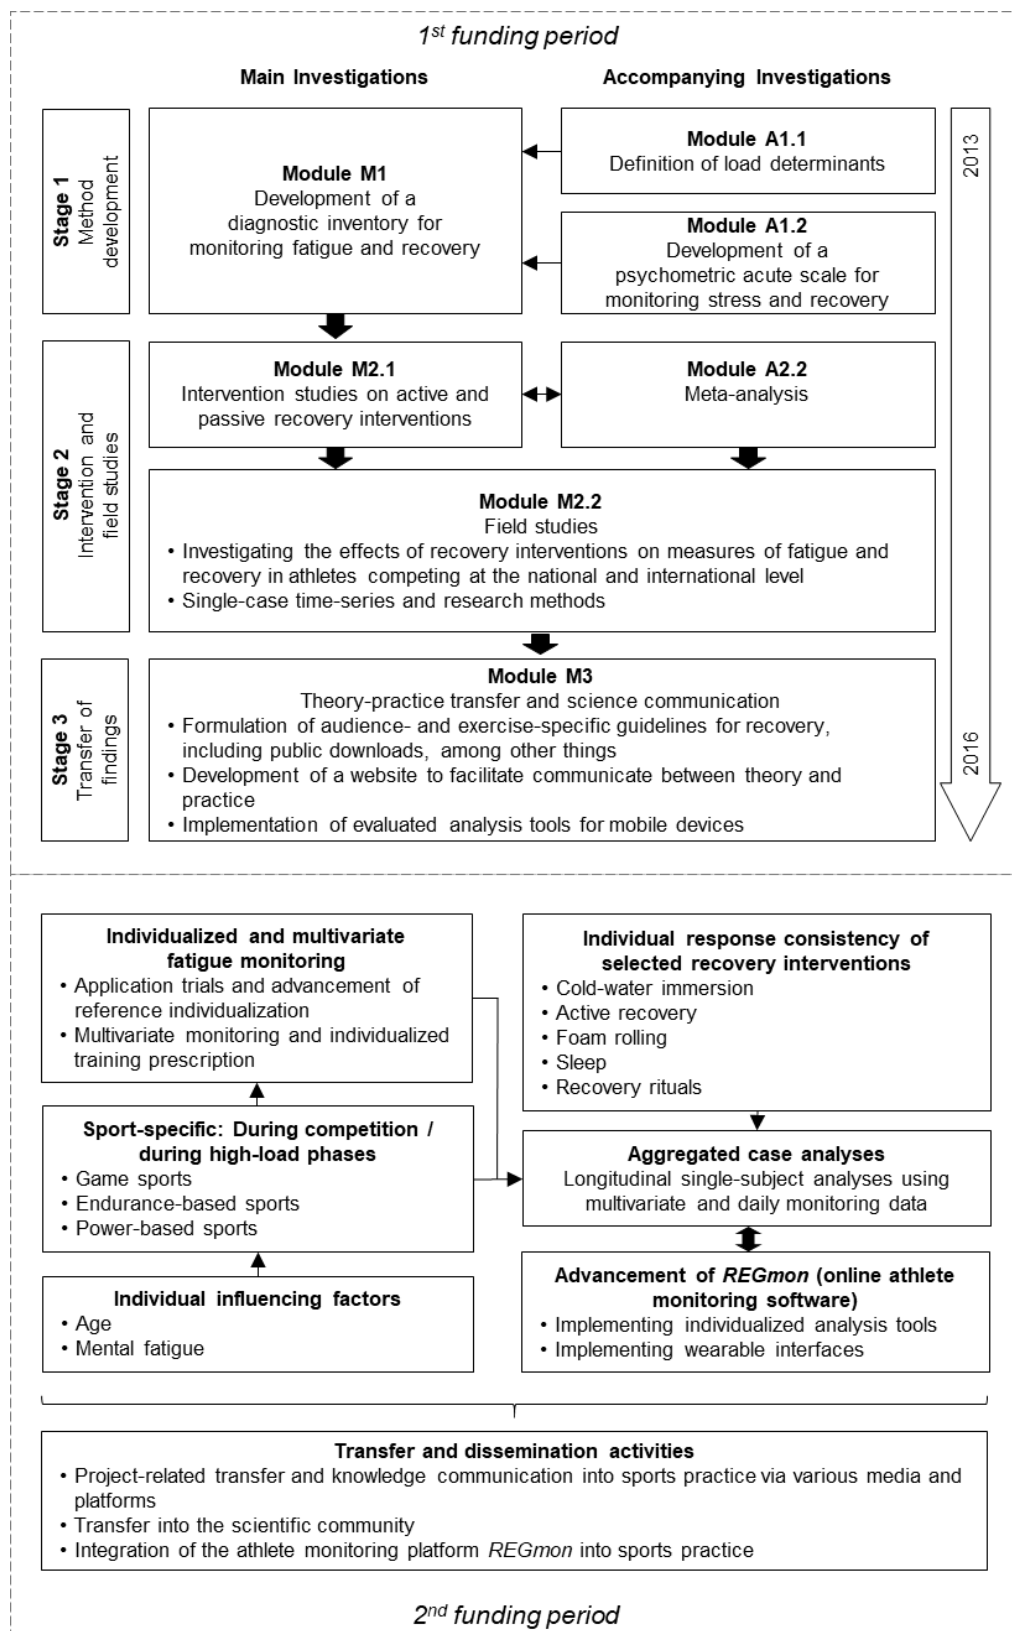 1st funding period
Main Investigations
Accompanying Investigations
Stage 1
Method
development
Module M1
Development of a
diagnostic inventory for
monitoring fatigue and recovery
Module A1.1
Definition of load determinants
Module A1.2
Development of a
psychometric acute scale for
monitoring stress and recovery
2013
Stage 2
Intervention and
field studies
Module M2.1
Intervention studies on active and
passive recovery interventions
Module A2.2
Meta-analysis
Module M2.2
Field studies
• Investigating the effects of recovery interventions on measures of fatigue and
recovery in athletes competing at the national and international level
• Single-case time-series and research methods
Stage 3
Transfer of
findings
Module M3
Theory-practice transfer and science communication
• Formulation of audience- and exercise-specific guidelines for recovery,
including public downloads, among other things
• Development of a website to facilitate communicate between theory and
practice
• Implementation of evaluated analysis tools for mobile devices
2016
Individualized and multivariate
fatigue monitoring
• Application trials and advancement of
reference individualization
• Multivariate monitoring and individualized
training prescription
Sport-specific: During competition /
during high-load phases
• Game sports
• Endurance-based sports
• Power-based sports
Individual influencing factors
• Age
• Mental fatigue
Individual response consistency of
selected recovery interventions
• Cold-water immersion
• Active recovery
• Foam rolling
• Sleep
• Recovery rituals
Aggregated case analyses
Longitudinal single-subject analyses using
multivariate and daily monitoring data
Advancement of REGmon (online athlete
monitoring software)
• Implementing individualized analysis tools
• Implementing wearable interfaces
Transfer and dissemination activities
• Project-related transfer and knowledge communication into sports practice via various media and
platforms
• Transfer into the scientific community
• Integration of the athlete monitoring platform REGmon into sports practice
2nd funding period